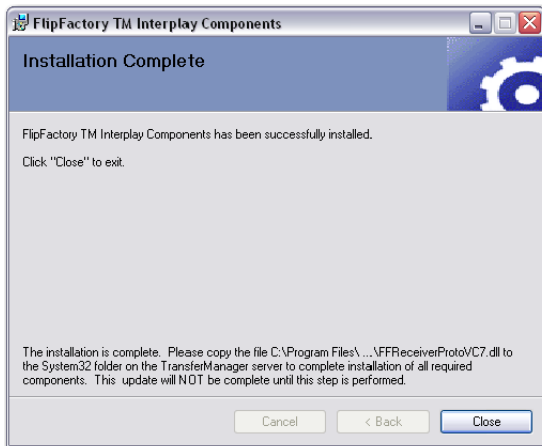 FlipFactory TM Interplay Components
Installation Complete
FlipFactory TM Interplay Components has been successfully installed.
Click "Close" to exit.
The installation is complete.  Please copy the file C:\Program Files\ ...\FFReceiverProtoVC7.dll to
the System32 folder on the TransferManager server to complete installation of all required
components.  This  update will NOT be complete until this step is performed.
Cancel
< Back
Close